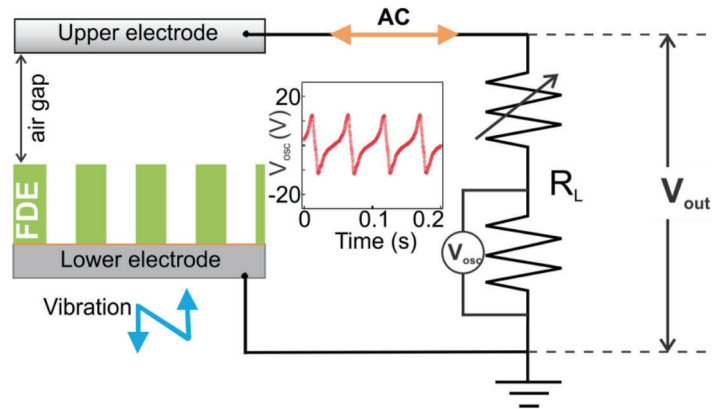 Upper electrode
AC
air gap
20
V_osc (V)
-20
0
0.1
0.2
Time (s)
FDE
Lower electrode
Vibration
R_L
V_osc
V_out